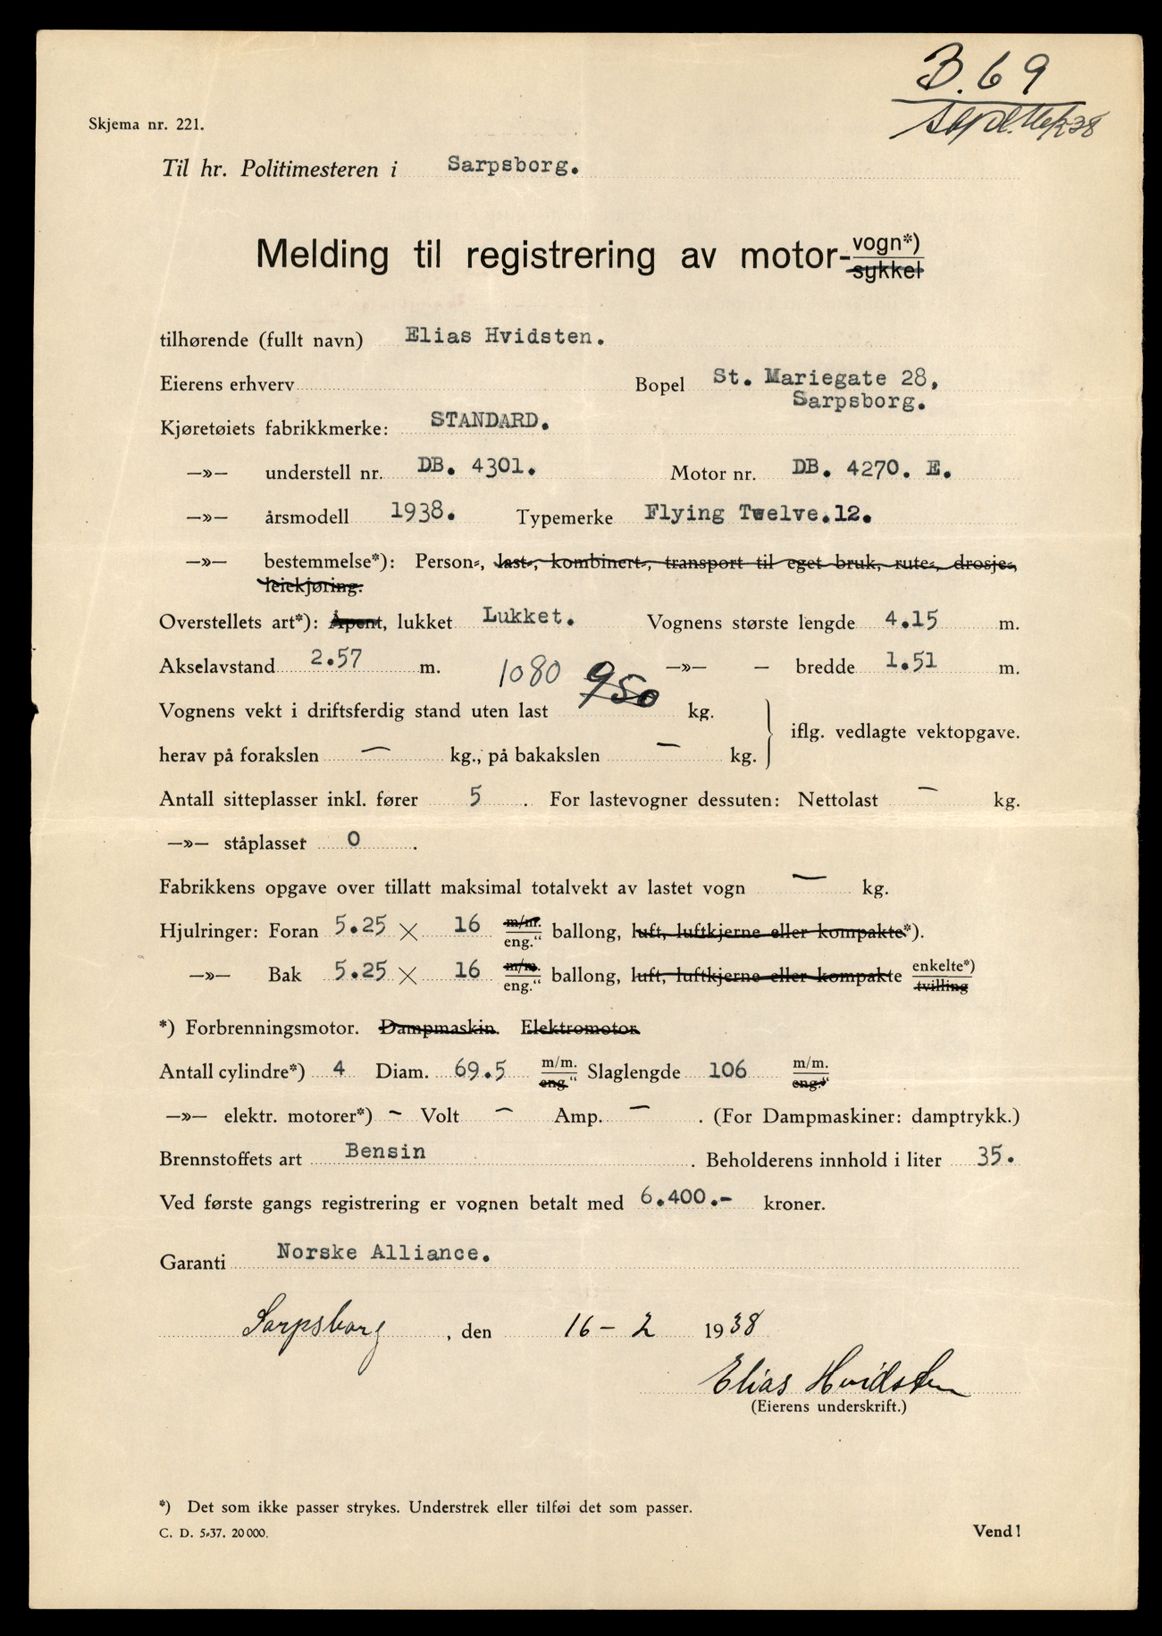 B.69
Skjema nr. 221.
Til hr. Politimesteren i Sarpsborg.
Melding til registrering av motor-vogn*)
sykkel
tilhørende (fullt navn) Elias Hvidsten.
Eierens erhverv Bopel St. Mariegate 28,
Sarpsborg.
Kjøretøiets fabrikkmerke: STANDARD.
—»— understell nr. DB. 4301. Motor nr. DB. 4270. E.
—»— årsmodell 1938. Typemerke Flying Twelve.12.
—»— bestemmelse*): Person-, last-, kombinert-, transport til eget bruk, rute-, drosje-,
leiekjøring.
Overstellets art*): Åpent, lukket Lukket. Vognens største lengde 4.15 m.
Akselavstand 2.57 m. —»— — bredde 1.51 m.
1080 950
Vognens vekt i driftsferdig stand uten last kg.
iflg. vedlagte vektopgave.
herav på forakslen — kg., på bakakslen — kg.
Antall sitteplasser inkl. fører 5 . For lastevogner dessuten: Nettolast — kg.
—»— ståplasser 0 .
Fabrikkens opgave over tillatt maksimal totalvekt av lastet vogn — kg.
Hjulringer: Foran 5.25 × 16 m/m. eng.“ ballong, luft, luftkjerne eller kompakte*).
—»— Bak 5.25 × 16 m/m. eng.“ ballong, luft, luftkjerne eller kompakte enkelte*) tvilling
*) Forbrenningsmotor. Dampmaskin. Elektromotor.
Antall cylindre*) 4 Diam. 69.5 m/m. eng.“ Slaglengde 106 m/m. eng.“
—»— elektr. motorer*) — Volt — Amp. — . (For Dampmaskiner: damptrykk.)
Brennstoffets art Bensin . Beholderens innhold i liter 35.
Ved første gangs registrering er vognen betalt med 6.400.- kroner.
Garanti Norske Alliance.
Sarpsborg , den 16 - 2 1938
Elias Hvidsten
(Eierens underskrift.)
*) Det som ikke passer strykes. Understrek eller tilføi det som passer.
C. D. 5-37. 20 000.
Vend!